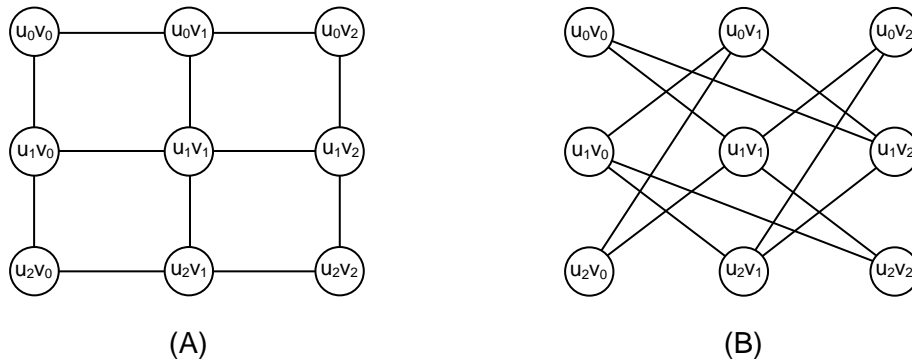 u₀v₀ u₀v₁ u₀v₂ u₀v₀ u₀v₁ u₀v₂
u₁v₀ u₁v₁ u₁v₂ u₁v₀ u₁v₁ u₁v₂
u₂v₀ u₂v₁ u₂v₂ u₂v₀ u₂v₁ u₂v₂
(A) (B)